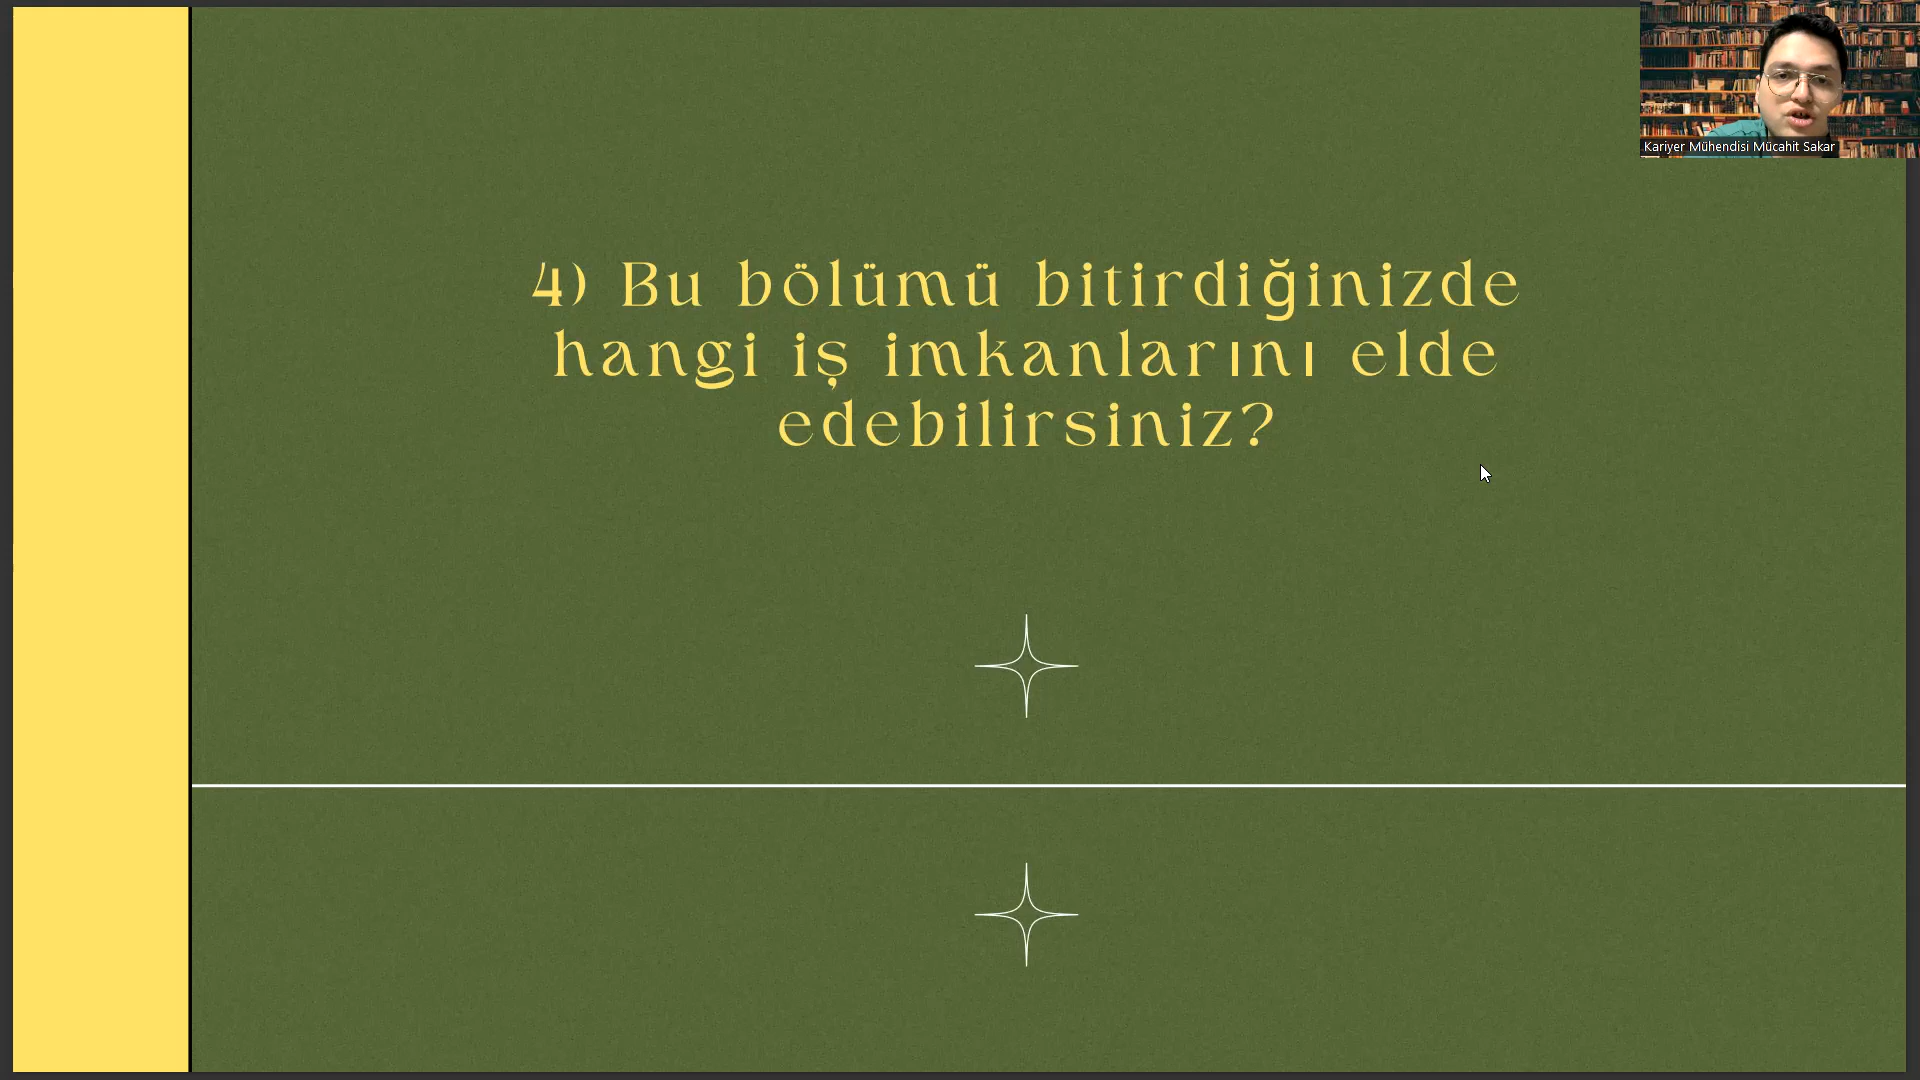 Kariyer Mühendisi Mücahit Sakar
4) Bu bölümü bitirdiğinizde
hangi iş imkanlarını elde
edebilirsiniz?